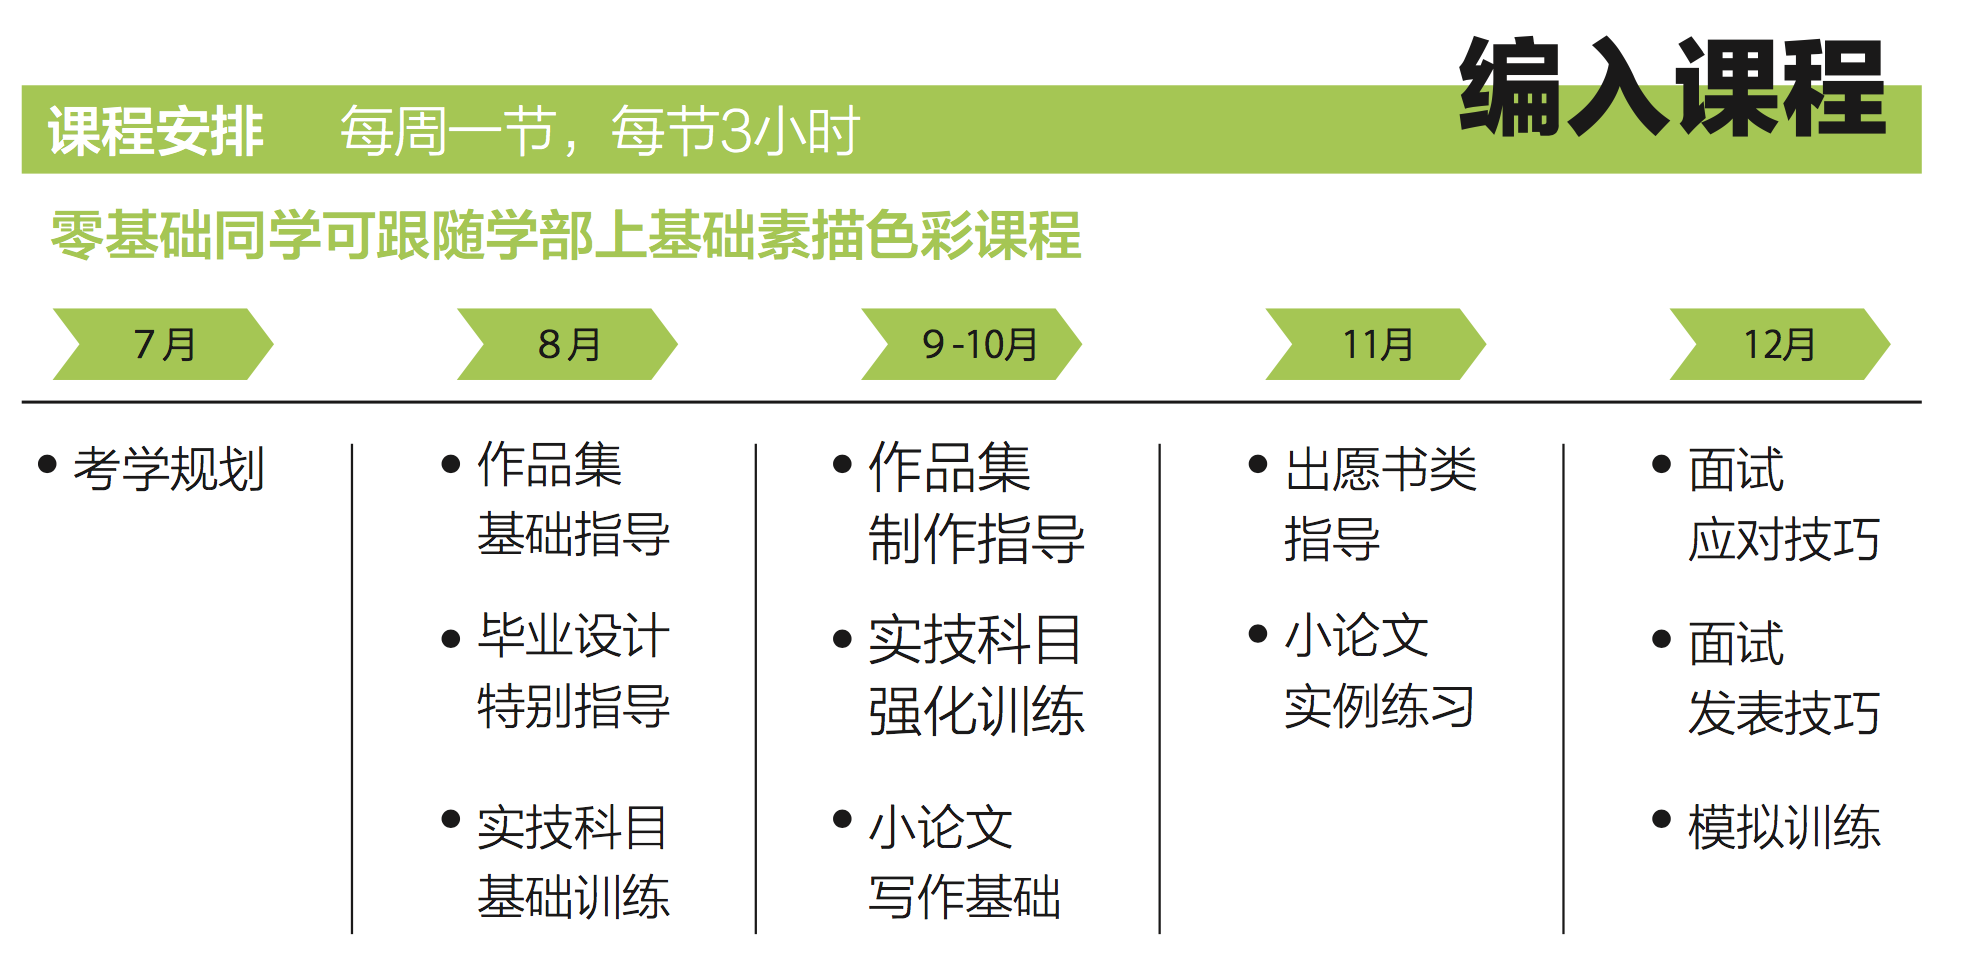 编入课程
课程安排 每周一节，每节3小时
零基础同学可跟随学部上基础素描色彩课程
7月
8月
9-10月
11月
12月
• 考学规划
• 作品集
基础指导
• 毕业设计
特别指导
• 实技科目
基础训练
• 作品集
制作指导
• 实技科目
强化训练
• 小论文
写作基础
• 出愿书类
指导
• 小论文
实例练习
• 面试
应对技巧
• 面试
发表技巧
• 模拟训练